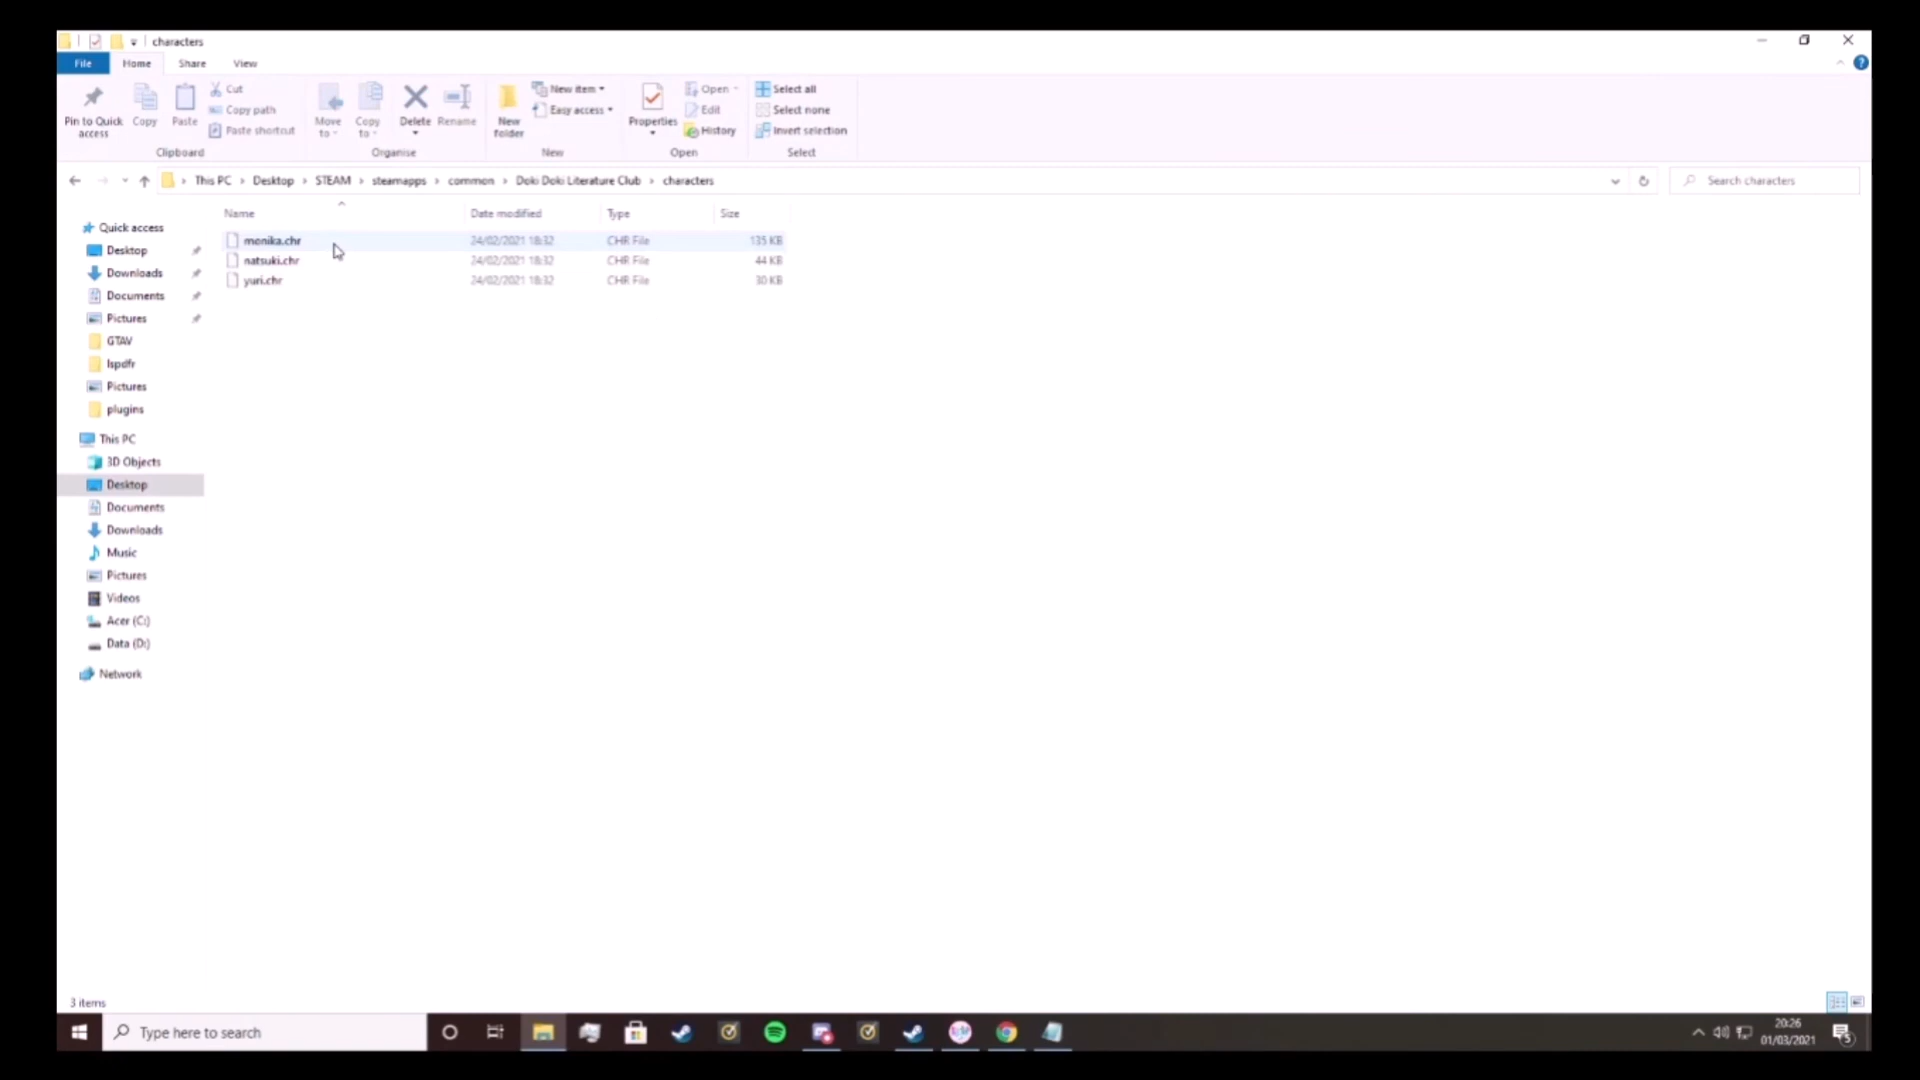 characters
File Home Share View
Pin to Quick access
Copy
Paste
Cut
Copy path
Paste shortcut
Clipboard
Move to
Copy to
Delete
Rename
Organise
New folder
New item
Easy access
New
Properties
Open
Edit
History
Open
Select all
Select none
Invert selection
Select
This PC > Desktop > STEAM > steamapps > common > Doki Doki Literature Club > characters
Search characters
Name Date modified Type Size
monika.chr 24/02/2021 18:32 CHR File 135 KB
natsuki.chr 24/02/2021 18:32 CHR File 44 KB
yuri.chr 24/02/2021 18:32 CHR File 30 KB
Quick access
Desktop
Downloads
Documents
Pictures
GTAV
lspdfr
Pictures
plugins
This PC
3D Objects
Desktop
Documents
Downloads
Music
Pictures
Videos
Acer (C:)
Data (D:)
Network
3 items
Type here to search
20:26
01/03/2021
5